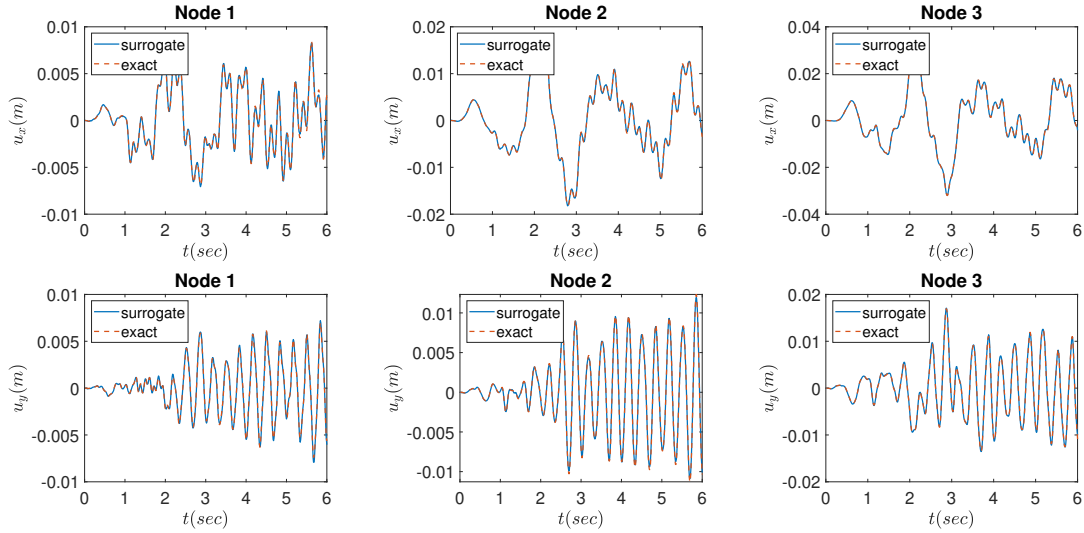 Node 1
Node 2
Node 3
0.01
0.005
0
-0.005
-0.01
u_x(m)
surrogate
exact
0 1 2 3 4 5 6
t(sec)
0.02
0.01
0
-0.01
-0.02
u_x(m)
surrogate
exact
0 1 2 3 4 5 6
t(sec)
0.04
0.02
0
-0.02
-0.04
u_x(m)
surrogate
exact
0 1 2 3 4 5 6
t(sec)
Node 1
Node 2
Node 3
0.01
0.005
0
-0.005
-0.01
u_y(m)
surrogate
exact
0 1 2 3 4 5 6
t(sec)
0.01
0.005
0
-0.005
-0.01
u_y(m)
surrogate
exact
0 1 2 3 4 5 6
t(sec)
0.02
0.01
0
-0.01
-0.02
u_y(m)
surrogate
exact
0 1 2 3 4 5 6
t(sec)